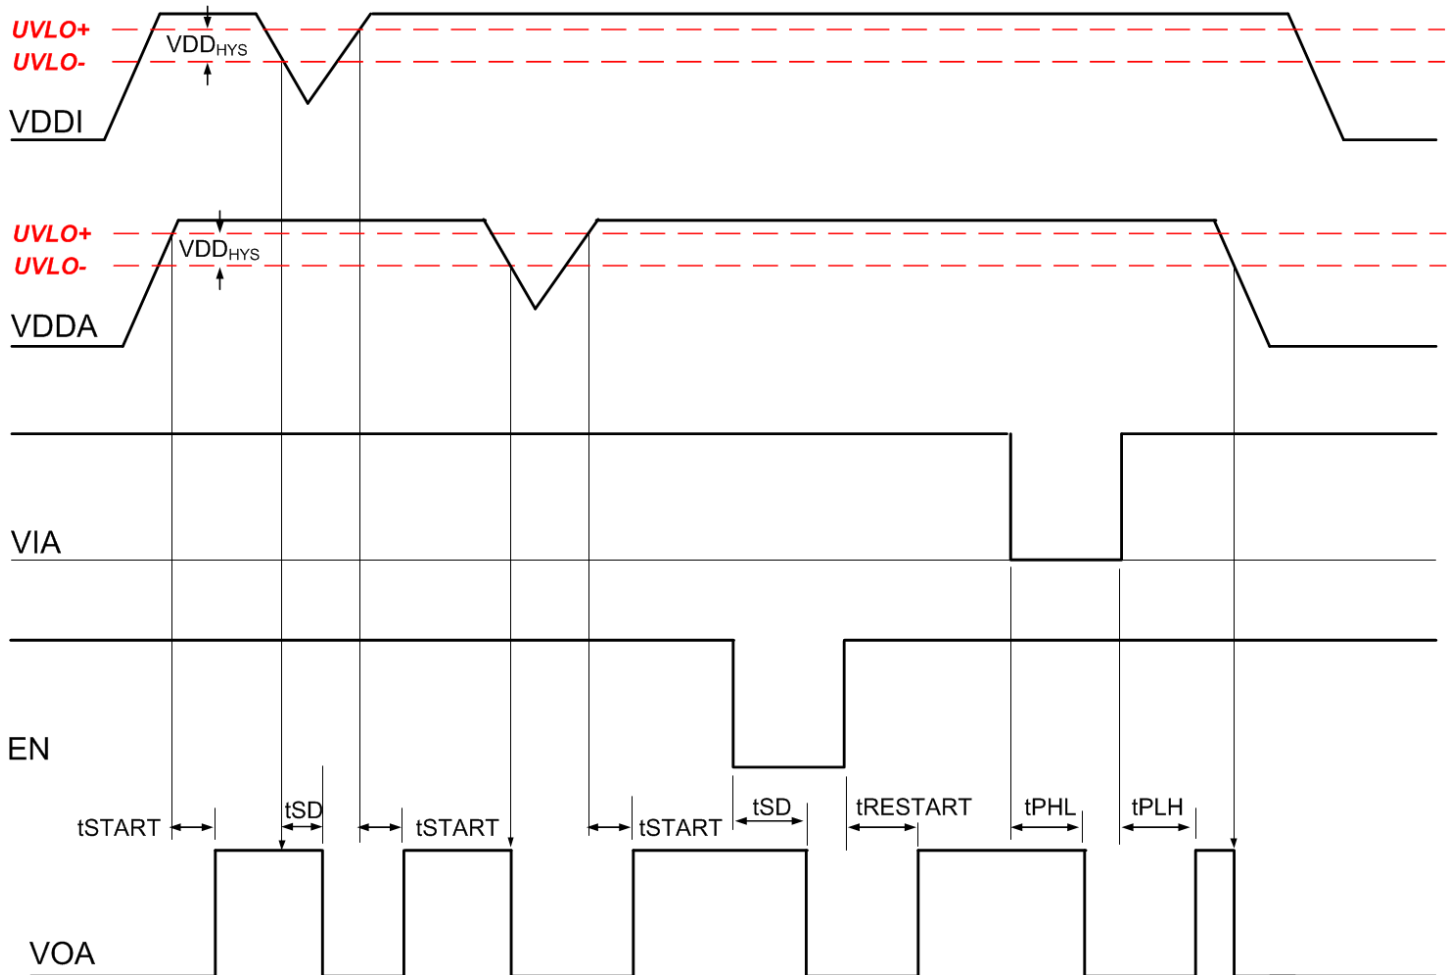 UVLO+
VDDHYS
UVLO-
VDDI
UVLO+
VDDHYS
UVLO-
VDDA
VIA
EN
tSTART
tSD
tSTART
tSTART
tSD
tRESTART
tPHL
tPLH
VOA